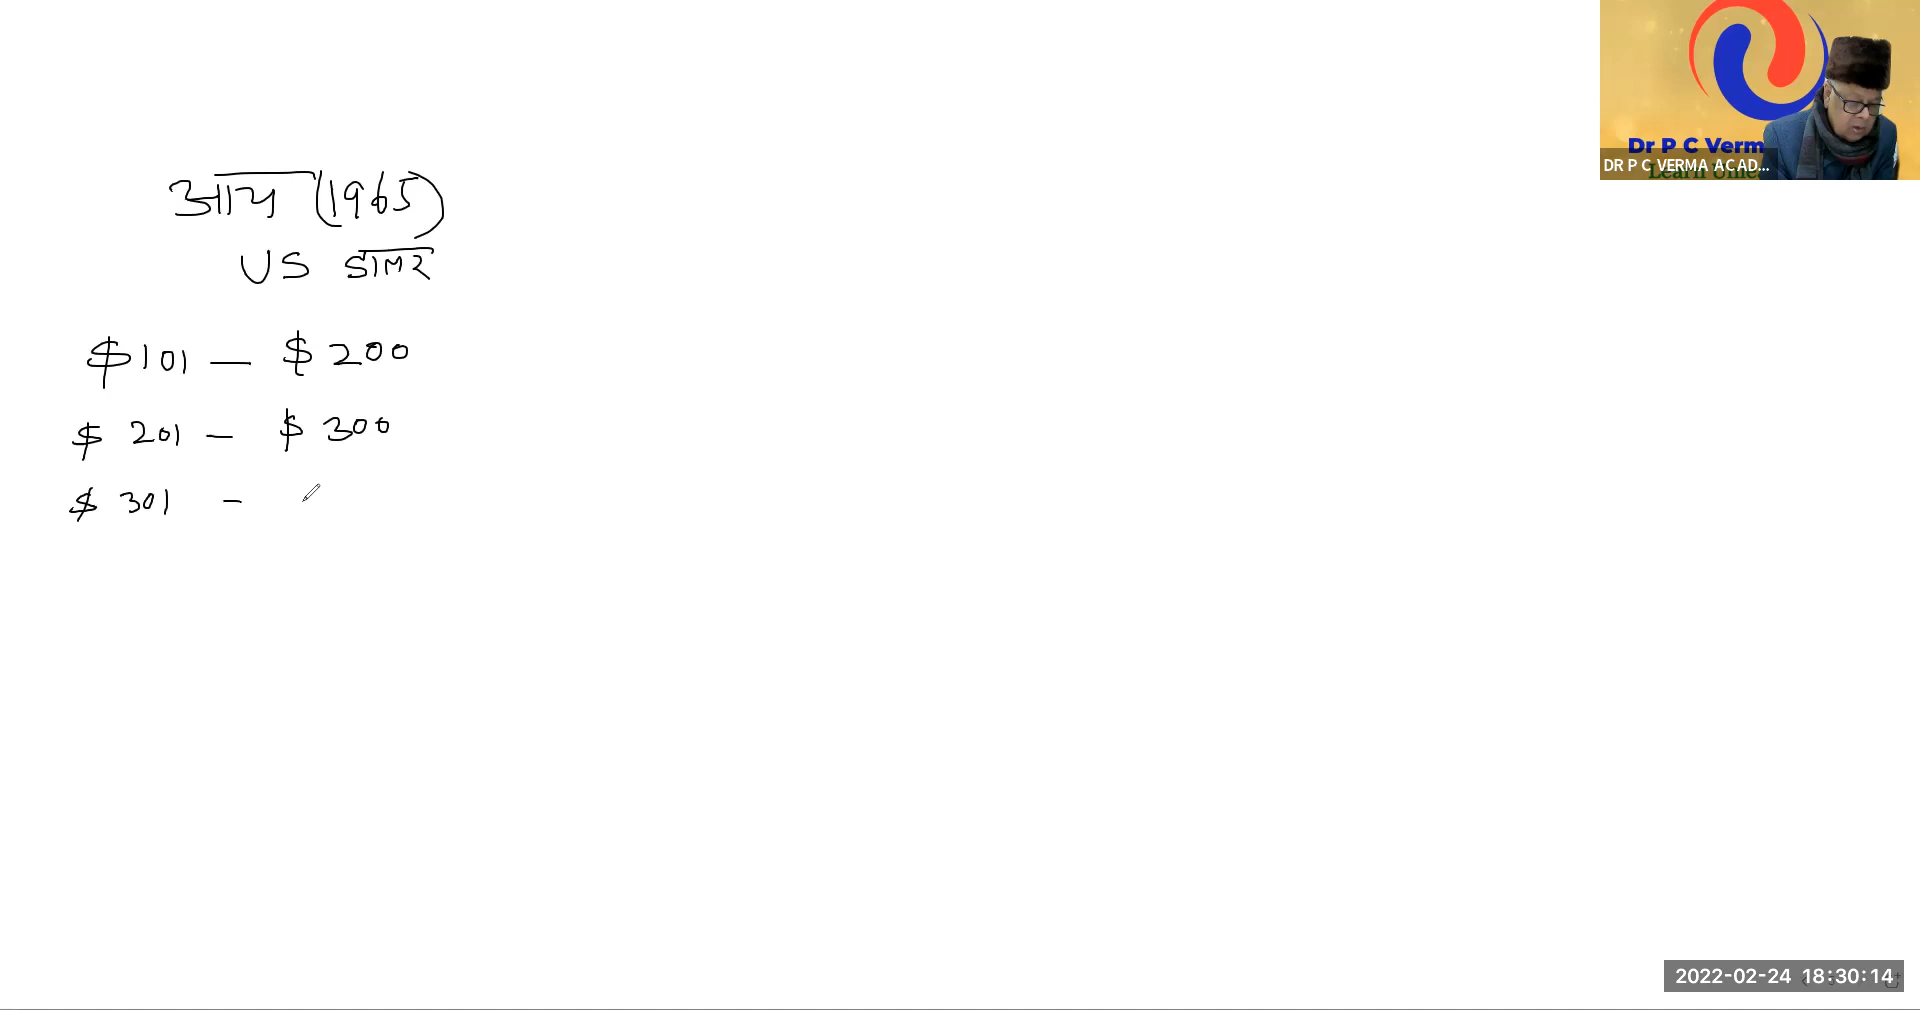 आय (1965)
US डालर
$101 — $200
$ 201 — $ 300
$ 301 -
Dr P C Verm
DR P C VERMA ACAD...
Learn
2022-02-24 18:30:14